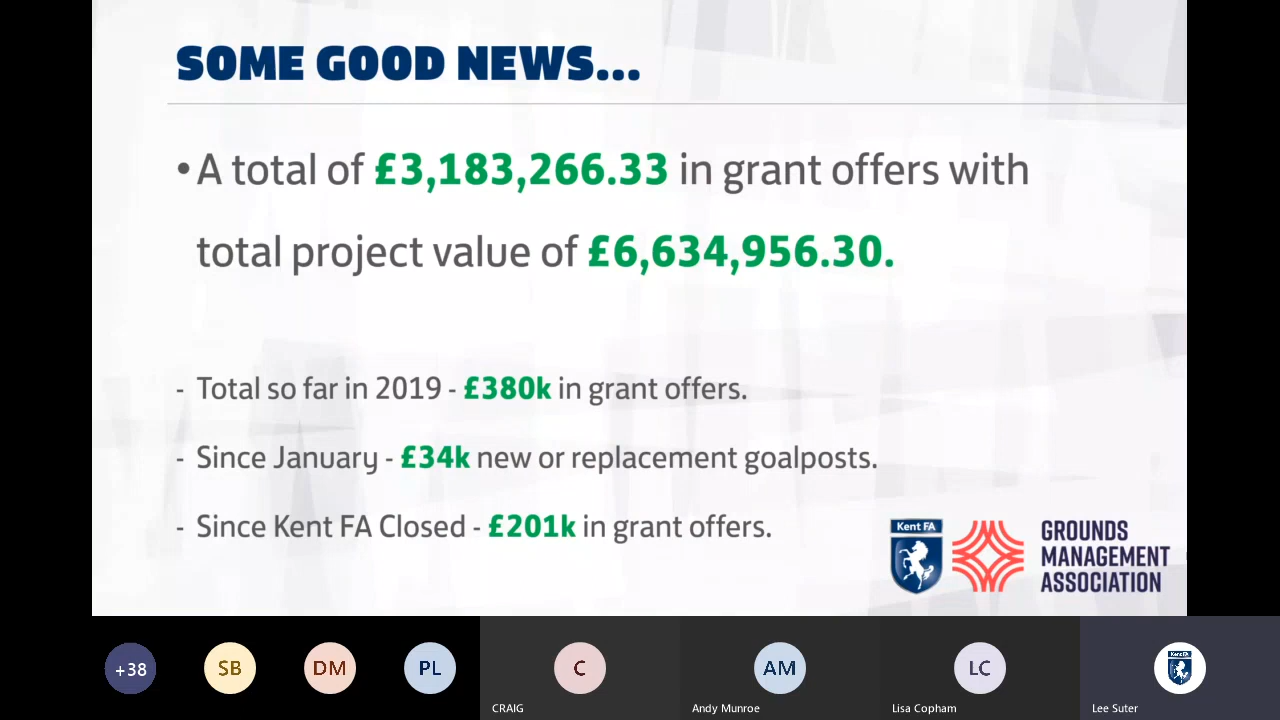 SOME GOOD NEWS...
•A total of £3,183,266.33 in grant offers with
total project value of £6,634,956.30.
- Total so far in 2019 - £380k in grant offers.
- Since January - £34k new or replacement goalposts.
- Since Kent FA Closed - £201k in grant offers.
Kent FA
GROUNDS
MANAGEMENT
ASSOCIATION
+38
SB
DM
PL
C
AM
LC
Kent FA
CRAIG
Andy Munroe
Lisa Copham
Lee Suter